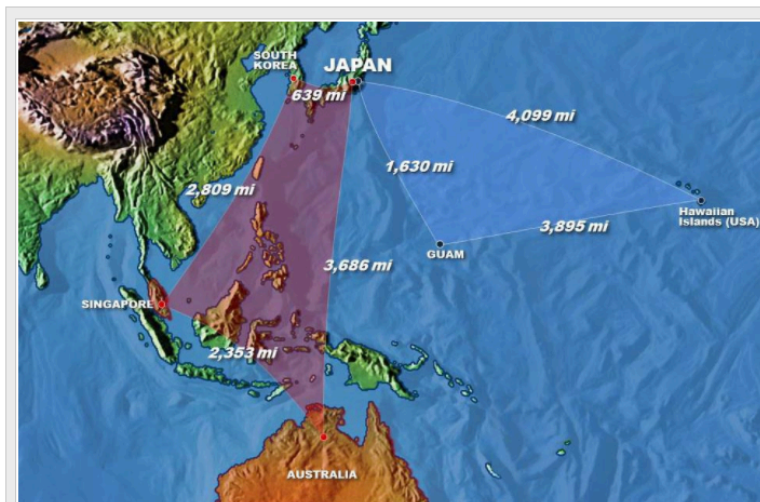 SOUTH
KOREA
JAPAN
639 mi
4,099 mi
1,630 mi
2,809 mi
Hawaiian
Islands (USA)
3,895 mi
GUAM
3,686 mi
SINGAPORE
2,353 mi
AUSTRALIA